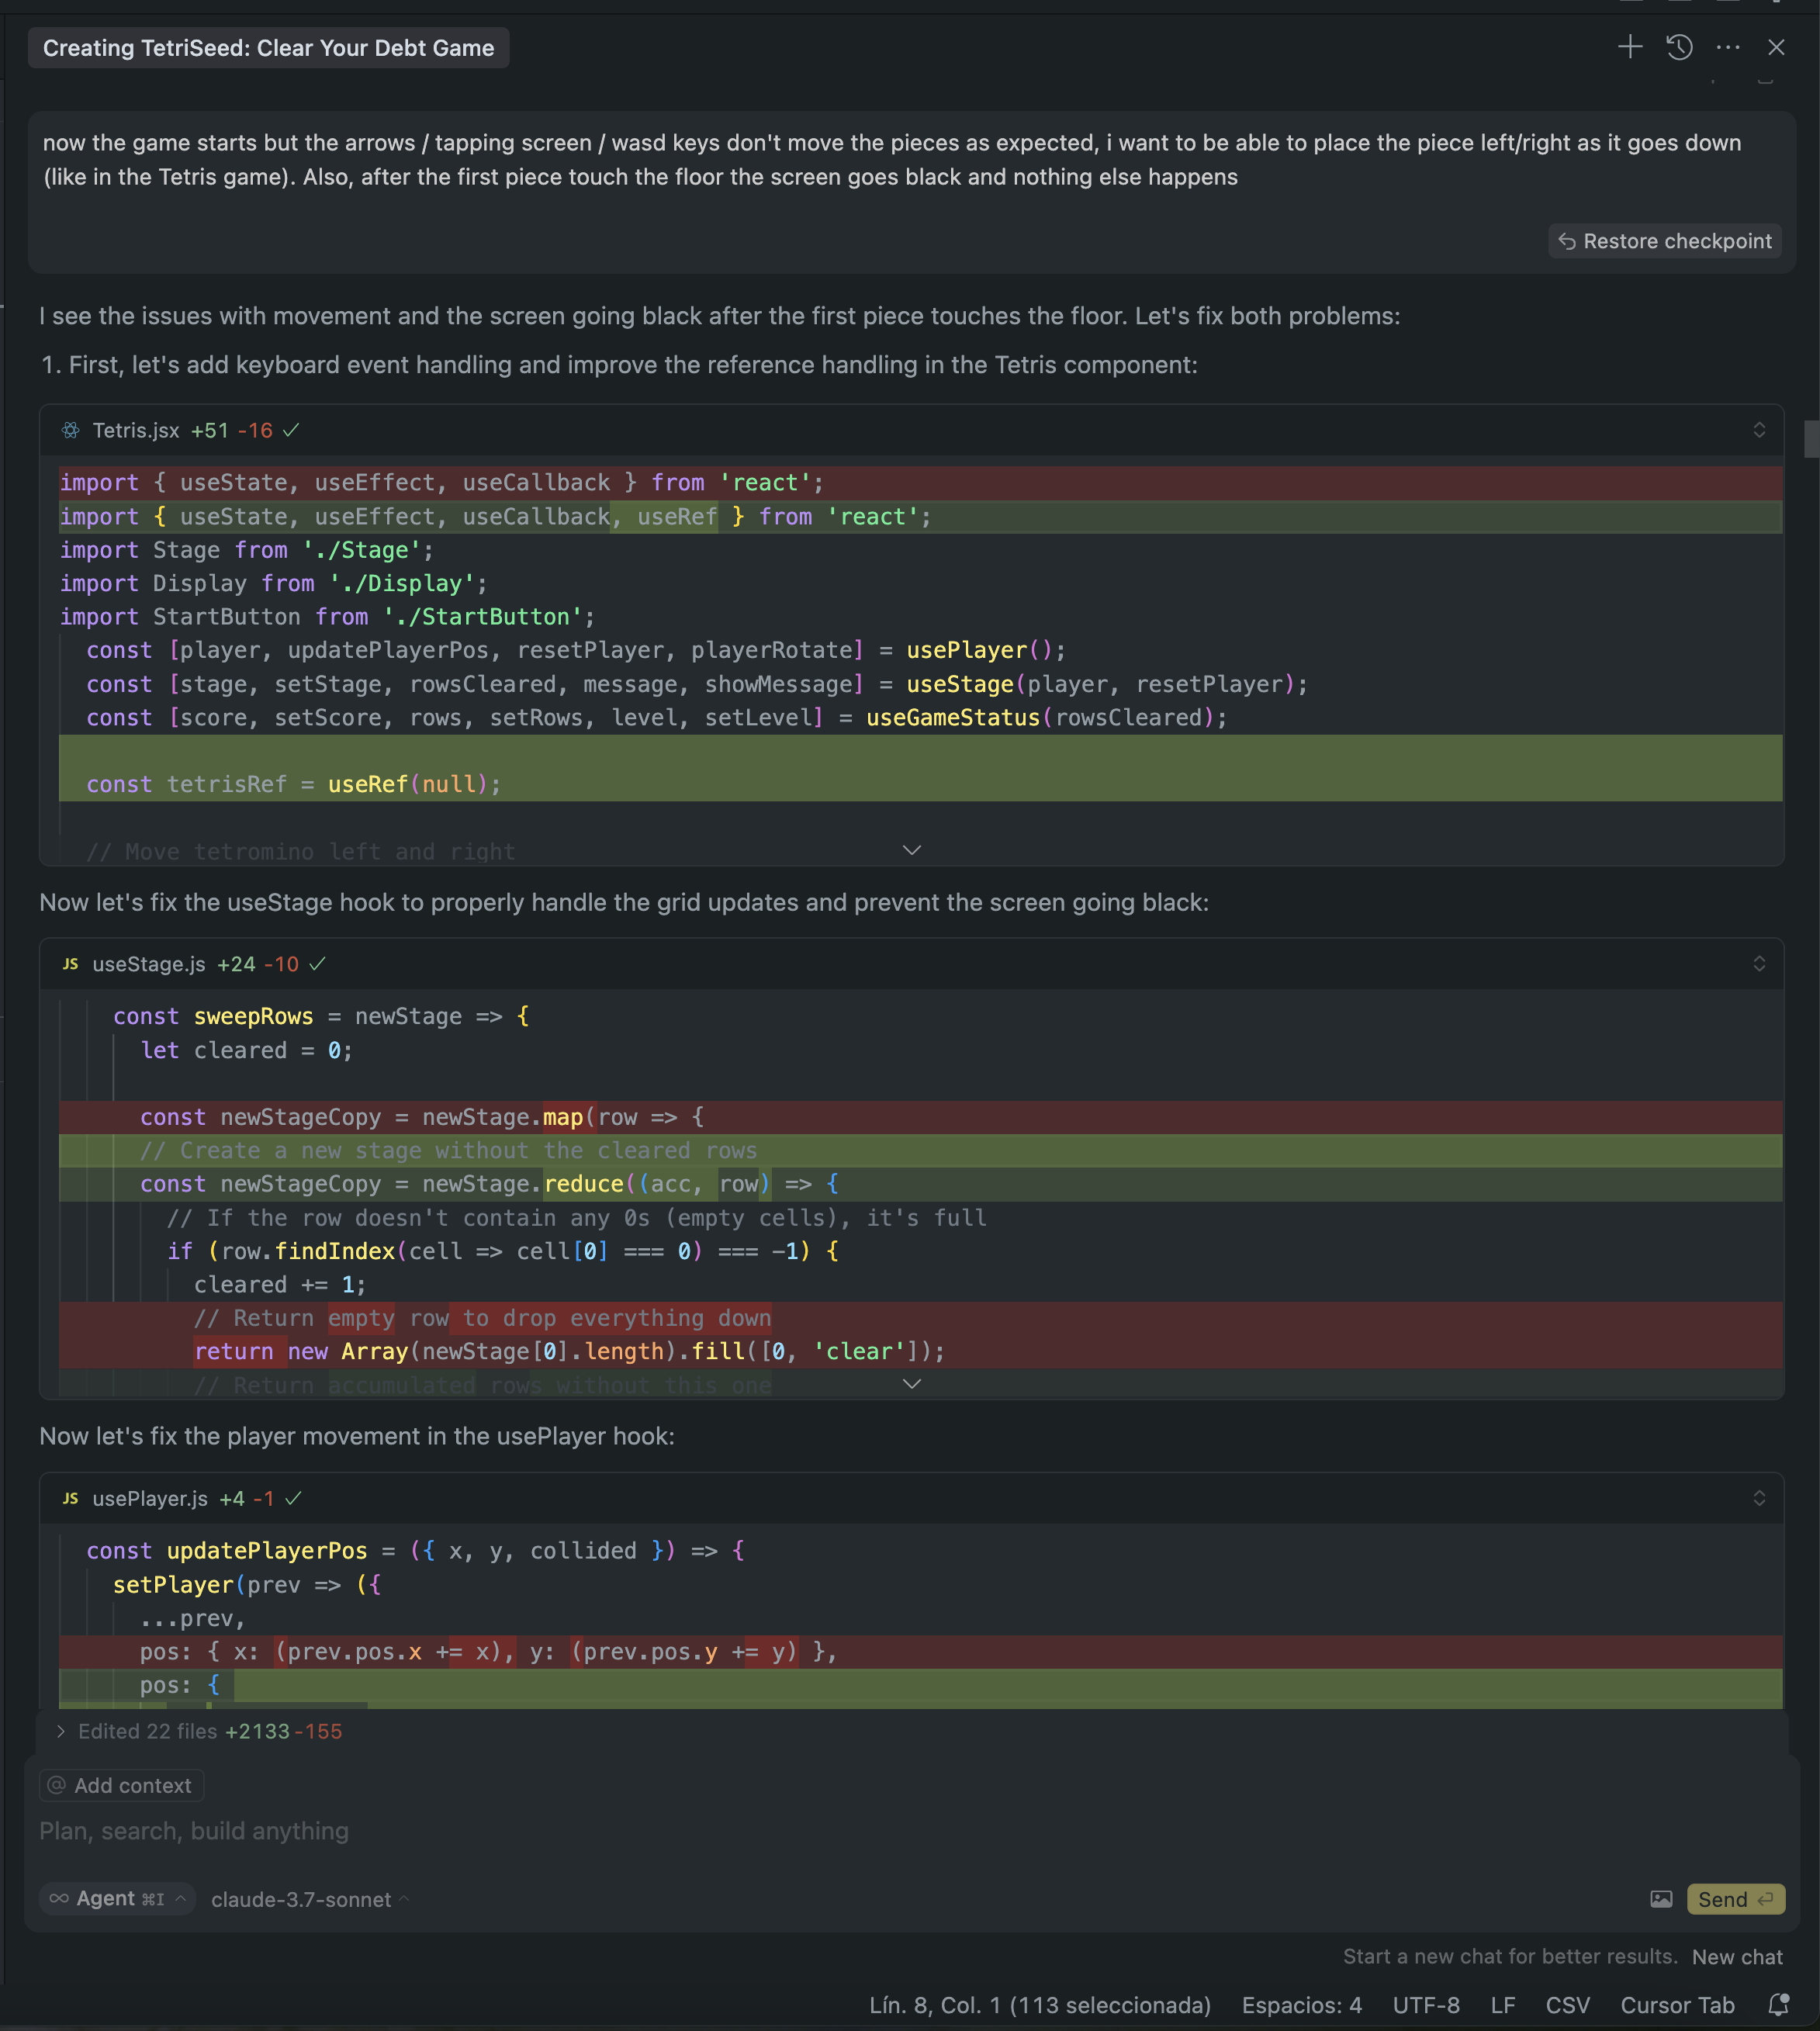 Creating TetriSeed: Clear Your Debt Game
now the game starts but the arrows / tapping screen / wasd keys don't move the pieces as expected, i want to be able to place the piece left/right as it goes down
(like in the Tetris game). Also, after the first piece touch the floor the screen goes black and nothing else happens
Restore checkpoint
I see the issues with movement and the screen going black after the first piece touches the floor. Let's fix both problems:
1. First, let's add keyboard event handling and improve the reference handling in the Tetris component:
Tetris.jsx +51 -16
import { useState, useEffect, useCallback } from 'react';
import { useState, useEffect, useCallback, useRef } from 'react';
import Stage from './Stage';
import Display from './Display';
import StartButton from './StartButton';
const [player, updatePlayerPos, resetPlayer, playerRotate] = usePlayer();
const [stage, setStage, rowsCleared, message, showMessage] = useStage(player, resetPlayer);
const [score, setScore, rows, setRows, level, setLevel] = useGameStatus(rowsCleared);
const tetrisRef = useRef(null);
// Move tetromino left and right
Now let's fix the useStage hook to properly handle the grid updates and prevent the screen going black:
JS useStage.js +24 -10
const sweepRows = newStage => {
let cleared = 0;
const newStageCopy = newStage.map(row => {
// Create a new stage without the cleared rows
const newStageCopy = newStage.reduce((acc, row) => {
// If the row doesn't contain any 0s (empty cells), it's full
if (row.findIndex(cell => cell[0] === 0) === -1) {
cleared += 1;
// Return empty row to drop everything down
return new Array(newStage[0].length).fill([0, 'clear']);
// Return accumulated rows without this one
Now let's fix the player movement in the usePlayer hook:
JS usePlayer.js +4 -1
const updatePlayerPos = ({ x, y, collided }) => {
setPlayer(prev => ({
...prev,
pos: { x: (prev.pos.x += x), y: (prev.pos.y += y) },
pos: {
Edited 22 files +2133 -155
@ Add context
Plan, search, build anything
∞ Agent ⌘I
claude-3.7-sonnet
Send
Start a new chat for better results. New chat
Lín. 8, Col. 1 (113 seleccionada) Espacios: 4 UTF-8 LF CSV Cursor Tab